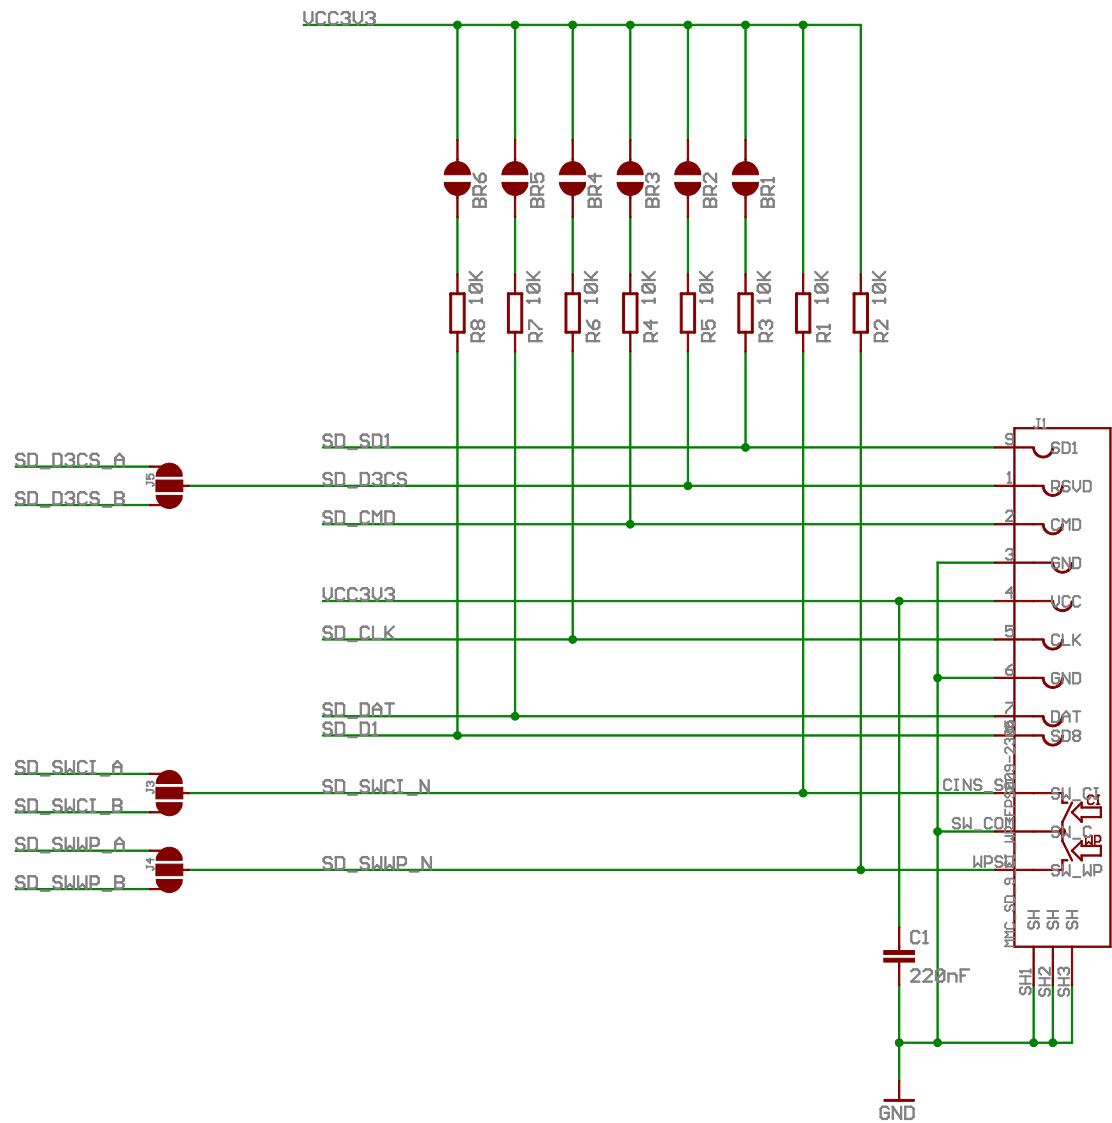 VCC3V3
BR6
BR5
BR4
BR3
BR2
BR1
R8 10K
R7 10K
R6 10K
R4 10K
R5 10K
R3 10K
R1 10K
R2 10K
J1
SD_SD1
9
SD1
SD_D3CS_A
J5
SD_D3CS_B
SD_D3CS
1
RSVD
SD_CMD
2
CMD
3
GND
VCC3V3
4
VCC
SD_CLK
5
CLK
6
GND
SD_DAT
7
DAT
SD_D1
SD8
SD_SWCI_A
J3
SD_SWCI_B
SD_SWCI_N
SW_CI
CI
SW_C
SD_SWWP_A
J4
SD_SWWP_B
SD_SWWP_N
WP
SW_WP
MMC_SD_9
SH
SH
SH
SH1
SH2
SH3
C1
220nF
GND